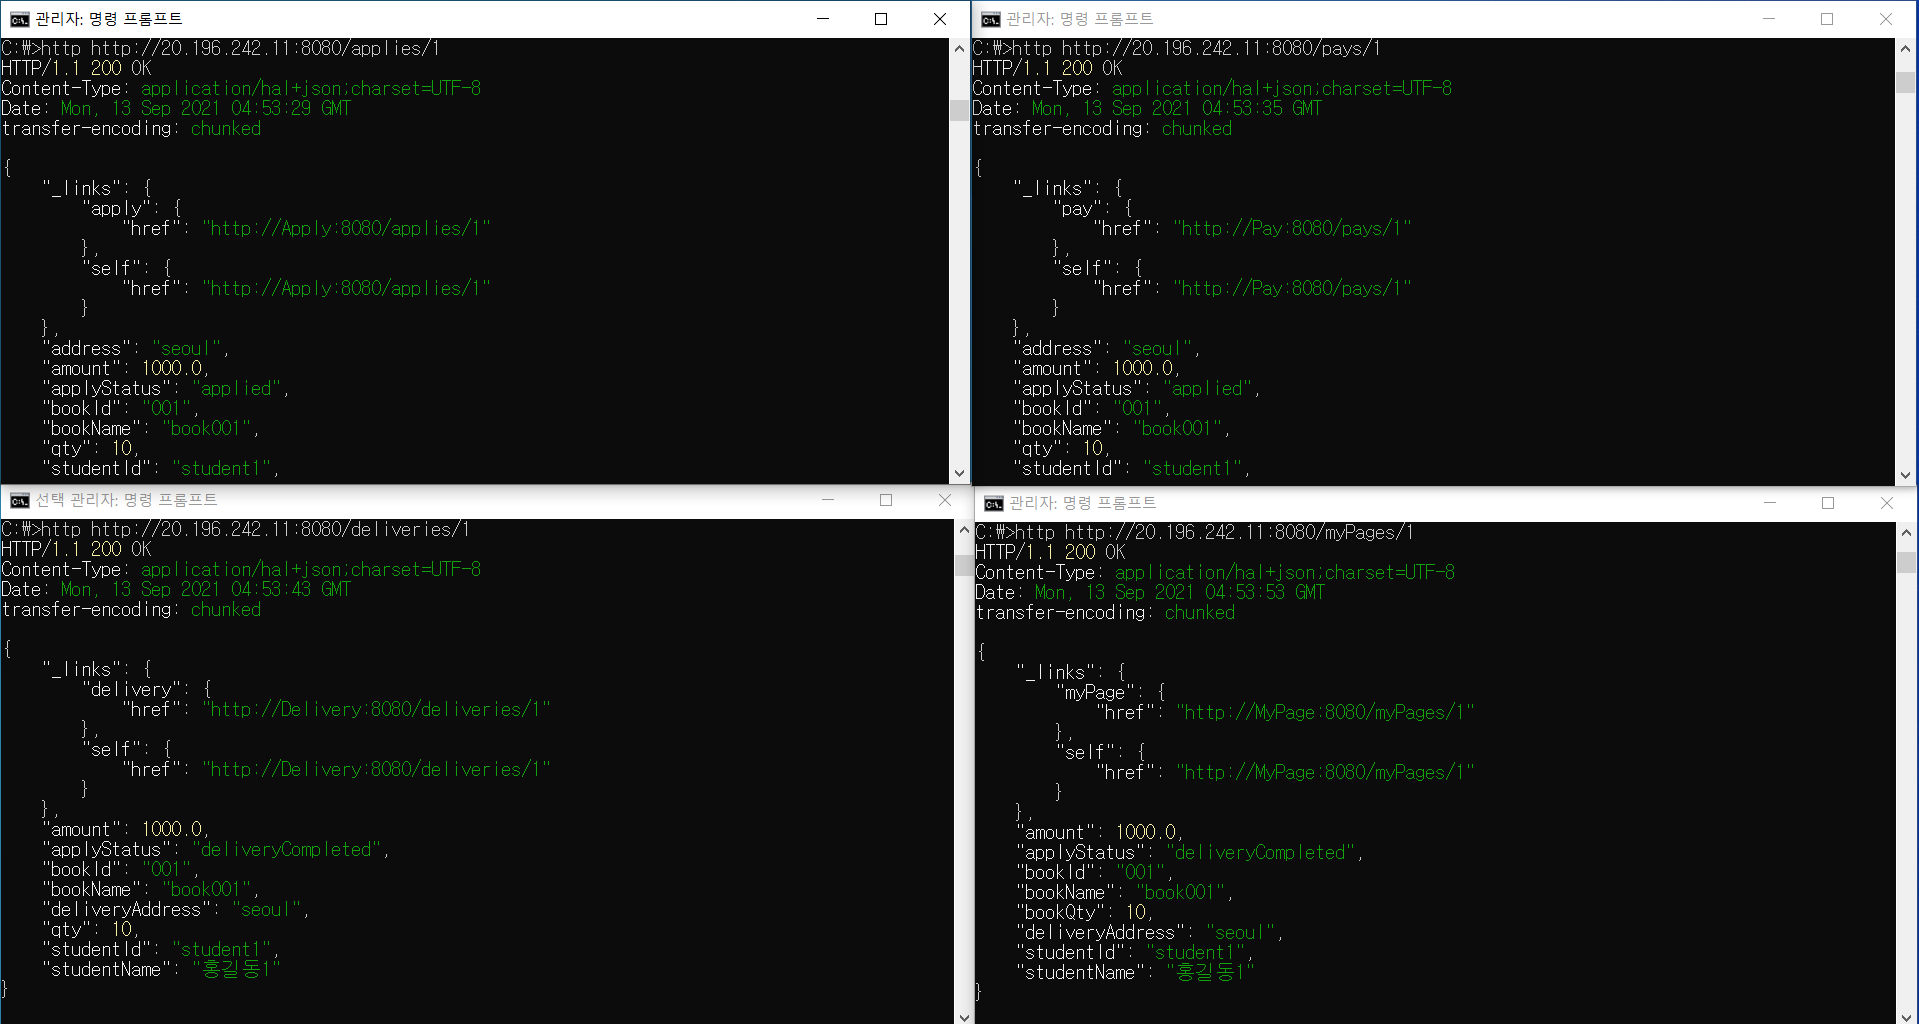 관리자: 명령 프롬프트
C:\>http http://20.196.242.11:8080/applies/1
HTTP/1.1 200 OK
Content-Type: application/hal+json;charset=UTF-8
Date: Mon, 13 Sep 2021 04:53:29 GMT
transfer-encoding: chunked
{
    "_links": {
        "apply": {
            "href": "http://Apply:8080/applies/1"
        },
        "self": {
            "href": "http://Apply:8080/applies/1"
        }
    },
    "address": "seoul",
    "amount": 1000.0,
    "applyStatus": "applied",
    "bookId": "001",
    "bookName": "book001",
    "qty": 10,
    "studentId": "student1",
관리자: 명령 프롬프트
C:\>http http://20.196.242.11:8080/pays/1
HTTP/1.1 200 OK
Content-Type: application/hal+json;charset=UTF-8
Date: Mon, 13 Sep 2021 04:53:35 GMT
transfer-encoding: chunked
{
    "_links": {
        "pay": {
            "href": "http://Pay:8080/pays/1"
        },
        "self": {
            "href": "http://Pay:8080/pays/1"
        }
    },
    "address": "seoul",
    "amount": 1000.0,
    "applyStatus": "applied",
    "bookId": "001",
    "bookName": "book001",
    "qty": 10,
    "studentId": "student1",
선택 관리자: 명령 프롬프트
C:\>http http://20.196.242.11:8080/deliveries/1
HTTP/1.1 200 OK
Content-Type: application/hal+json;charset=UTF-8
Date: Mon, 13 Sep 2021 04:53:43 GMT
transfer-encoding: chunked
{
    "_links": {
        "delivery": {
            "href": "http://Delivery:8080/deliveries/1"
        },
        "self": {
            "href": "http://Delivery:8080/deliveries/1"
        }
    },
    "amount": 1000.0,
    "applyStatus": "deliveryCompleted",
    "bookId": "001",
    "bookName": "book001",
    "deliveryAddress": "seoul",
    "qty": 10,
    "studentId": "student1",
    "studentName": "홍길동1"
}
관리자: 명령 프롬프트
C:\>http http://20.196.242.11:8080/myPages/1
HTTP/1.1 200 OK
Content-Type: application/hal+json;charset=UTF-8
Date: Mon, 13 Sep 2021 04:53:53 GMT
transfer-encoding: chunked
{
    "_links": {
        "myPage": {
            "href": "http://MyPage:8080/myPages/1"
        },
        "self": {
            "href": "http://MyPage:8080/myPages/1"
        }
    },
    "amount": 1000.0,
    "applyStatus": "deliveryCompleted",
    "bookId": "001",
    "bookName": "book001",
    "bookQty": 10,
    "deliveryAddress": "seoul",
    "studentId": "student1",
    "studentName": "홍길동1"
}